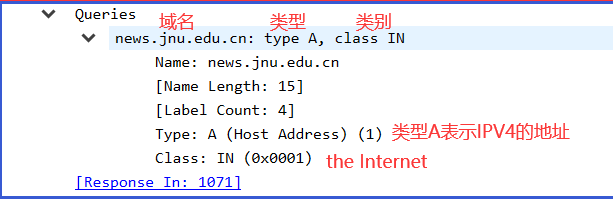 Queries 域名 类型 类别
news.jnu.edu.cn: type A, class IN
Name: news.jnu.edu.cn
[Name Length: 15]
[Label Count: 4]
Type: A (Host Address) (1) 类型A表示IPV4的地址
Class: IN (0x0001) the Internet
[Response In: 1071]